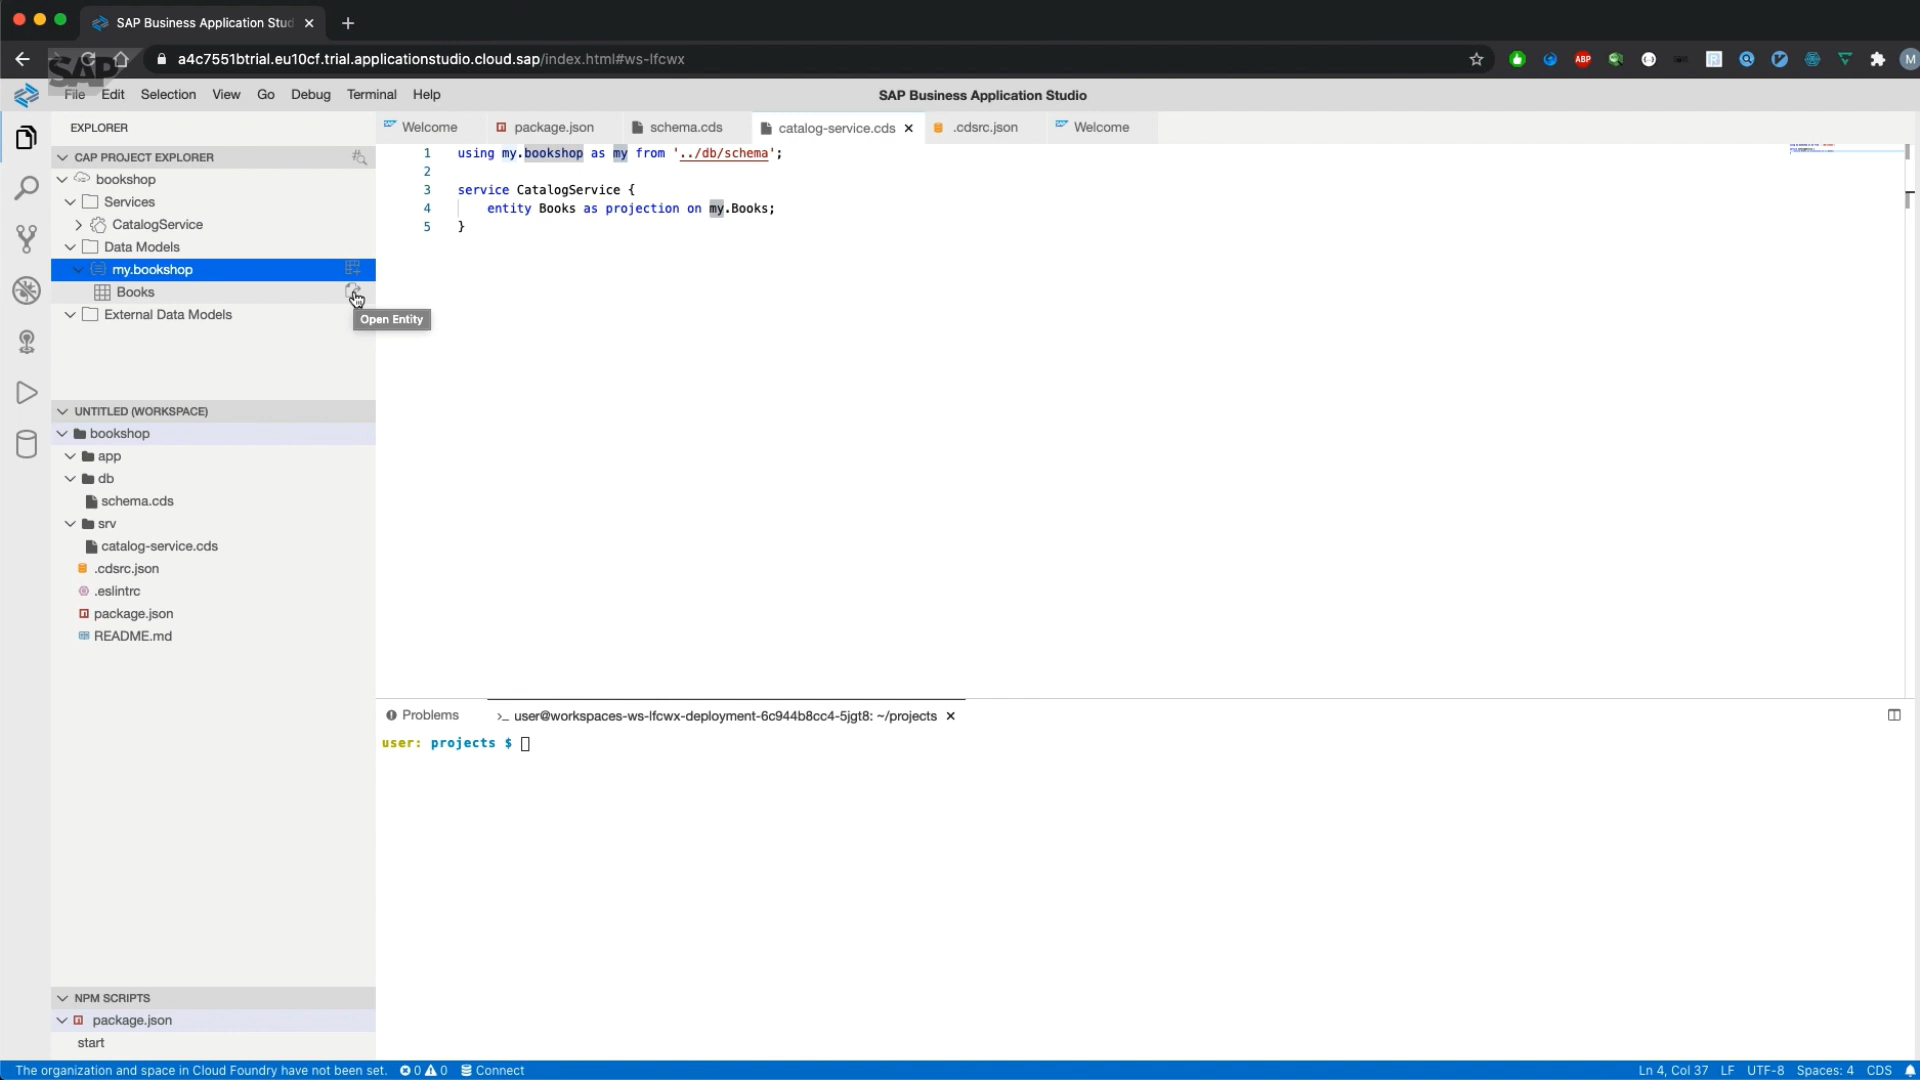 SAP Business Application Stud
a4c7551btrial.eu10cf.trial.applicationstudio.cloud.sap/index.html#ws-lfcwx
ABP
M
SAP
File Edit Selection View Go Debug Terminal Help
SAP Business Application Studio
EXPLORER
Welcome package.json schema.cds catalog-service.cds .cdsrc.json Welcome
CAP PROJECT EXPLORER
bookshop
Services
CatalogService
Data Models
my.bookshop
Books
Open Entity
External Data Models
1 using my.bookshop as my from '../db/schema';
2
3 service CatalogService {
4 entity Books as projection on my.Books;
5 }
UNTITLED (WORKSPACE)
bookshop
app
db
schema.cds
srv
catalog-service.cds
.cdsrc.json
.eslintrc
package.json
README.md
Problems >_ user@workspaces-ws-lfcwx-deployment-6c944b8cc4-5jgt8: ~/projects
user: projects $
NPM SCRIPTS
package.json
start
The organization and space in Cloud Foundry have not been set. 0 0 Connect
Ln 4, Col 37 LF UTF-8 Spaces: 4 CDS